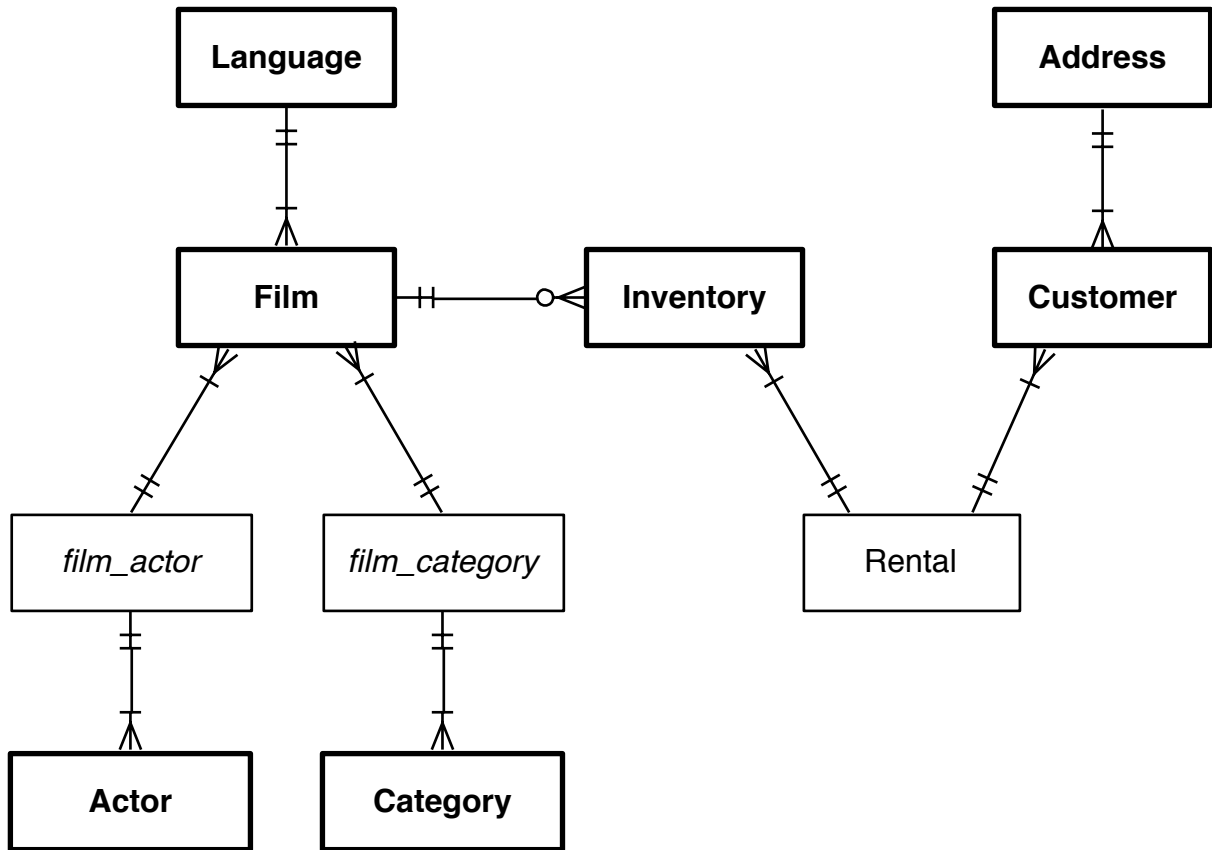 Language
Address
Film
Inventory
Customer
film_actor
film_category
Rental
Actor
Category